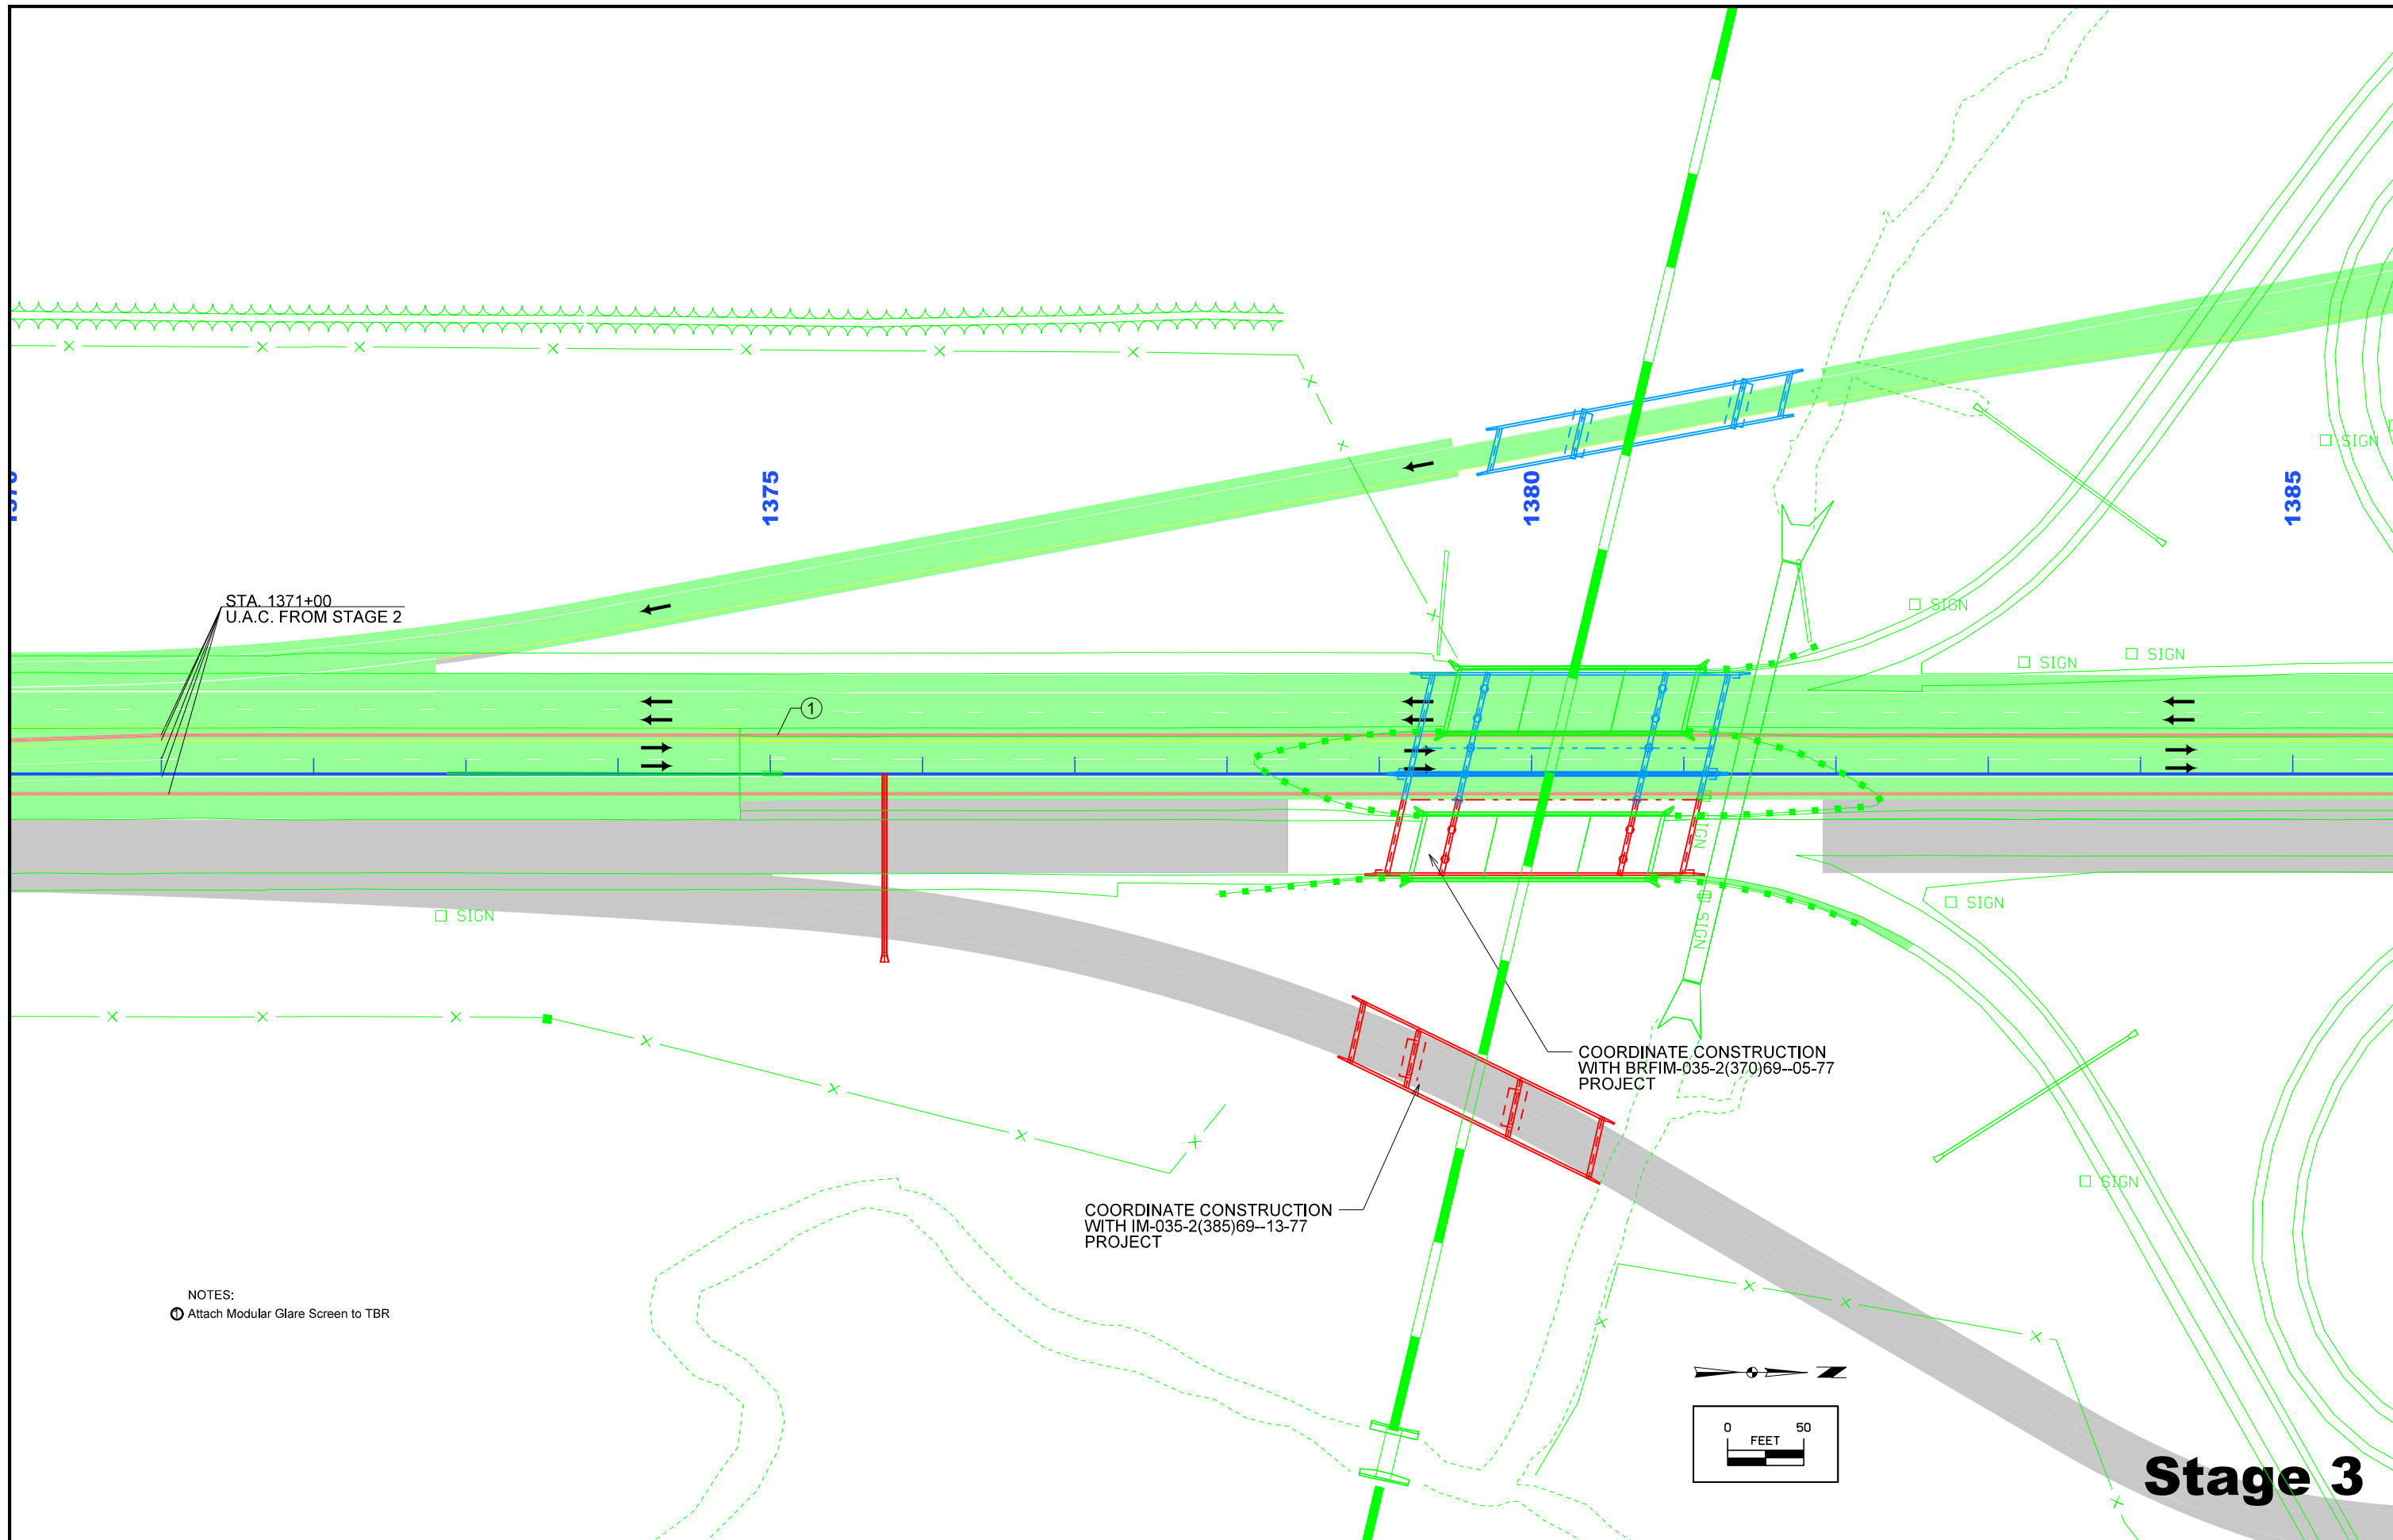 SIGN
1370
1375
1380
1385
STA. 1371+00
U.A.C. FROM STAGE 2
SIGN
SIGN
SIGN
1
SIGN
SIGN
SIGN
SIGN
SIGN
COORDINATE CONSTRUCTION
WITH BRFIM-035-2(370)69--05-77
PROJECT
COORDINATE CONSTRUCTION
WITH IM-035-2(385)69--13-77
PROJECT
NOTES:
1 Attach Modular Glare Screen to TBR
N
0 50
FEET
Stage 3